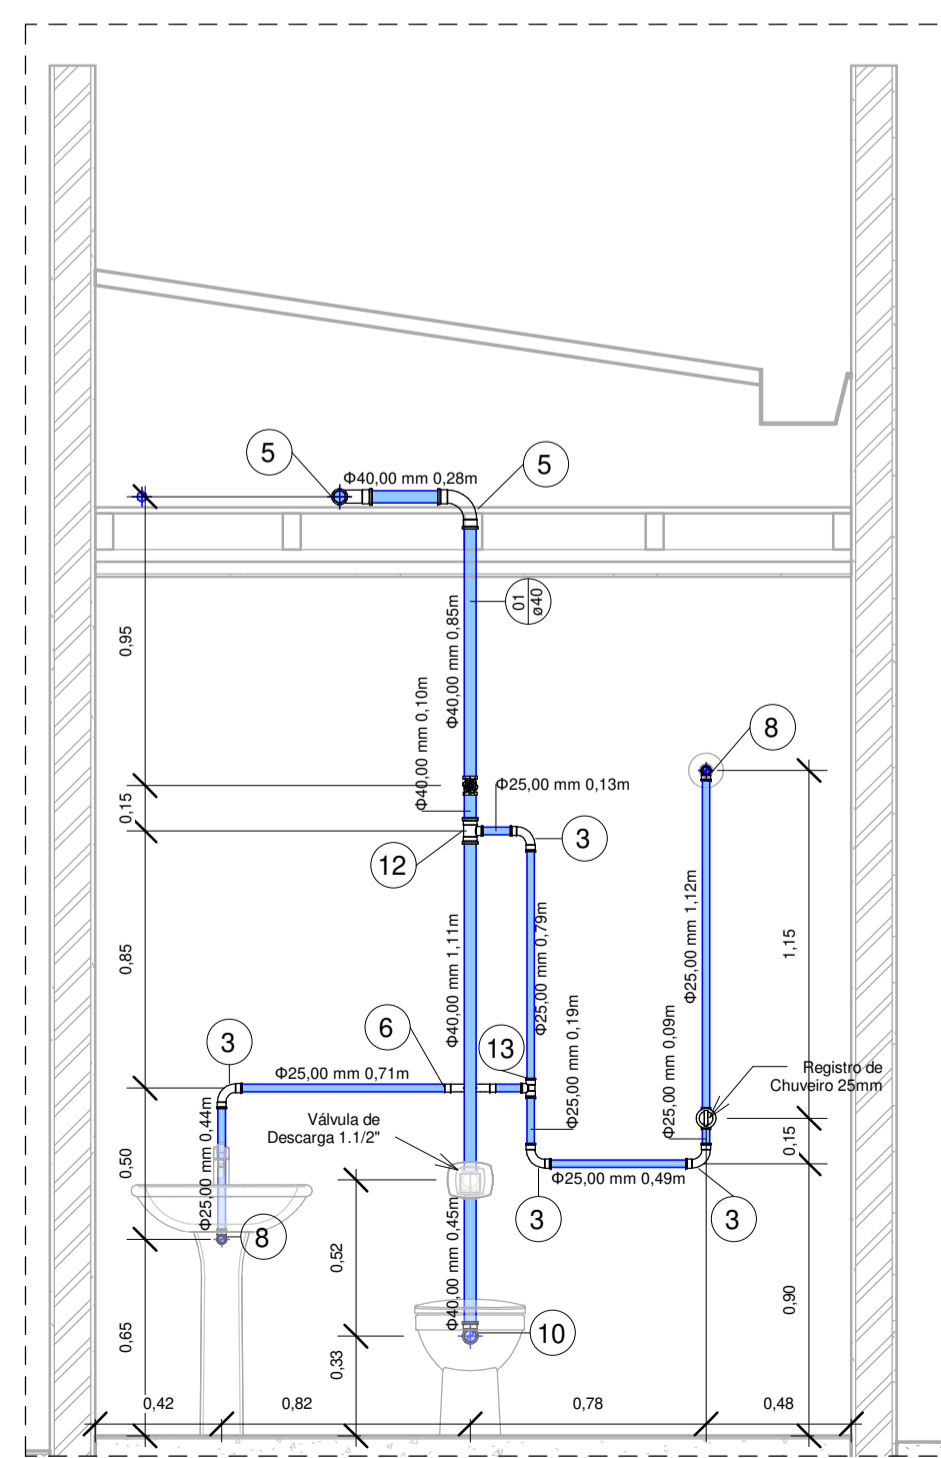 5
5
Φ40,00 mm 0,28m
01
ø40
Φ40,00 mm 0,85m
0,95
Φ40,00 mm 0,10m
8
Φ25,00 mm 0,13m
0,15
3
12
Φ25,00 mm 1,12m
Φ25,00 mm 0,79m
1,15
0,85
Φ40,00 mm 1,11m
6
13
3
Φ25,00 mm 0,19m
Φ25,00 mm 0,09m
Registro de
Chuveiro 25mm
Φ25,00 mm 0,71m
Válvula de
Descarga 1.1/2"
Φ25,00 mm 0,44m
0,50
0,15
Φ25,00 mm 0,49m
3
3
8
Φ40,00 mm 0,45m
0,52
0,90
0,65
10
0,33
0,42
0,82
0,78
0,48